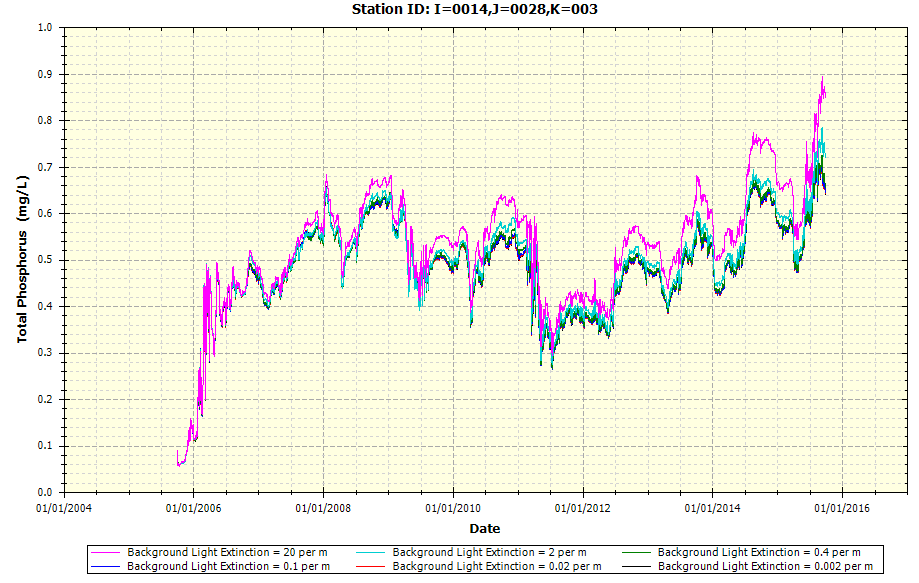 Station ID: I=0014,J=0028,K=003
Total Phosphorus (mg/L)
1.0
0.9
0.8
0.7
0.6
0.5
0.4
0.3
0.2
0.1
0.0
01/01/2004 01/01/2006 01/01/2008 01/01/2010 01/01/2012 01/01/2014 01/01/2016
Date
Background Light Extinction = 20 per m Background Light Extinction = 2 per m Background Light Extinction = 0.4 per m
Background Light Extinction = 0.1 per m Background Light Extinction = 0.02 per m Background Light Extinction = 0.002 per m